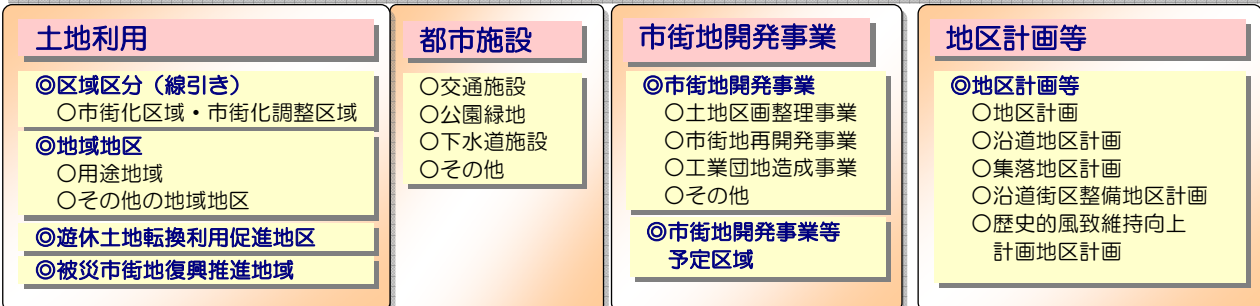 土地利用
◎区域区分（線引き）
○市街化区域・市街化調整区域
◎地域地区
○用途地域
○その他の地域地区
◎遊休土地転換利用促進地区
◎被災市街地復興推進地域
都市施設
○交通施設
○公園緑地
○下水道施設
○その他
市街地開発事業
◎市街地開発事業
○土地区画整理事業
○市街地再開発事業
○工業団地造成事業
○その他
◎市街地開発事業等
予定区域
地区計画等
◎地区計画等
○地区計画
○沿道地区計画
○集落地区計画
○沿道街区整備地区計画
○歴史的風致維持向上
計画地区計画